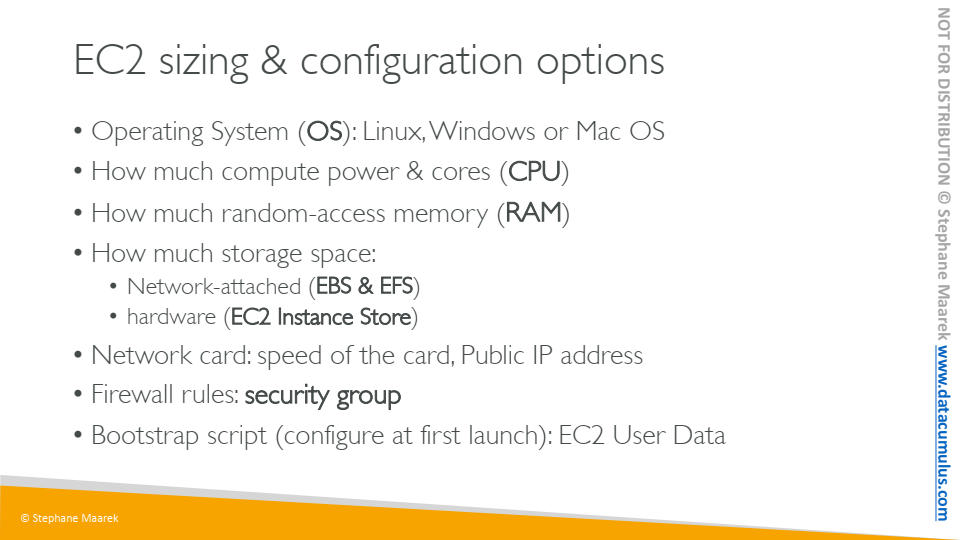 EC2 sizing & configuration options
• Operating System (OS): Linux, Windows or Mac OS
• How much compute power & cores (CPU)
• How much random-access memory (RAM)
• How much storage space:
• Network-attached (EBS & EFS)
• hardware (EC2 Instance Store)
• Network card: speed of the card, Public IP address
• Firewall rules: security group
• Bootstrap script (configure at first launch): EC2 User Data
© Stephane Maarek
NOT FOR DISTRIBUTION © Stephane Maarek www.datacumulus.com